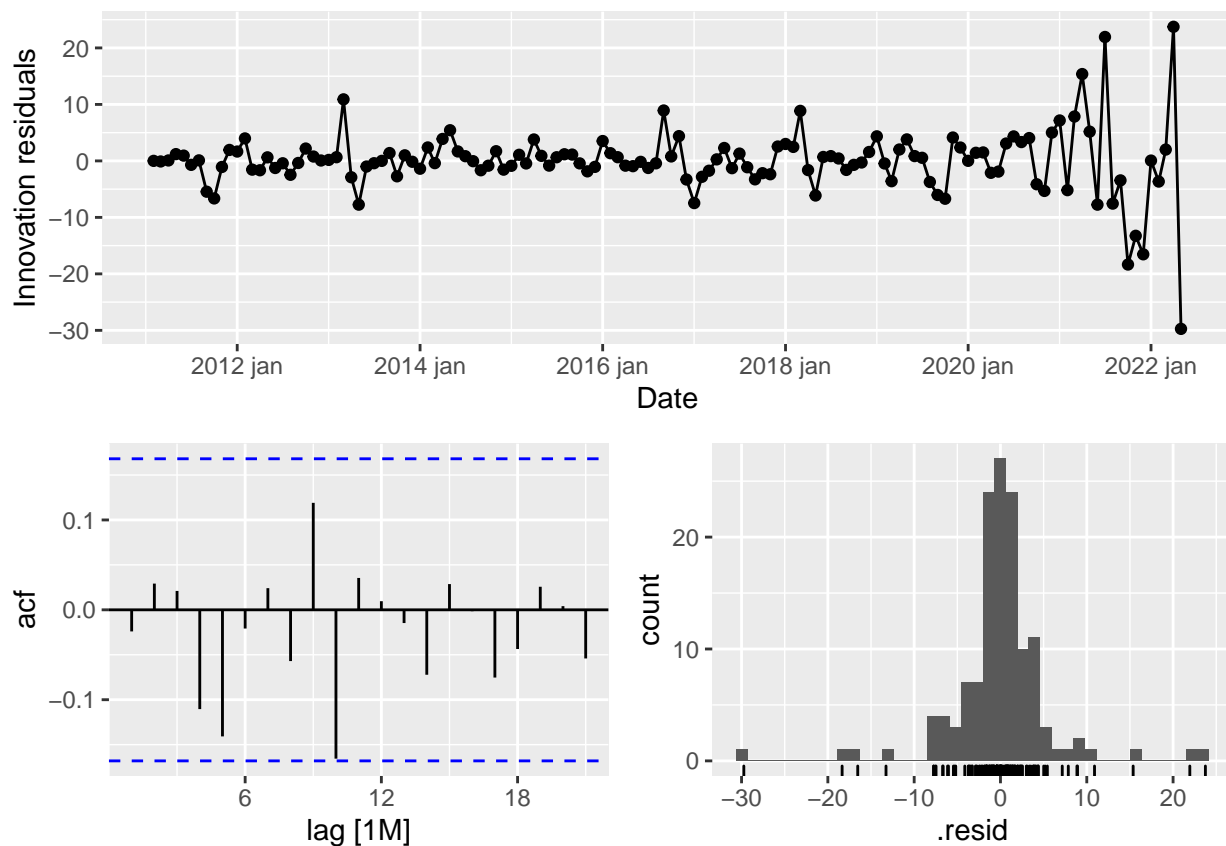 Innovation residuals
20
10
0
−10
−20
−30
2012 jan 2014 jan 2016 jan 2018 jan 2020 jan 2022 jan
Date
acf
0.1
0.0
−0.1
6 12 18
lag [1M]
count
20
10
0
−30 −20 −10 0 10 20
.resid